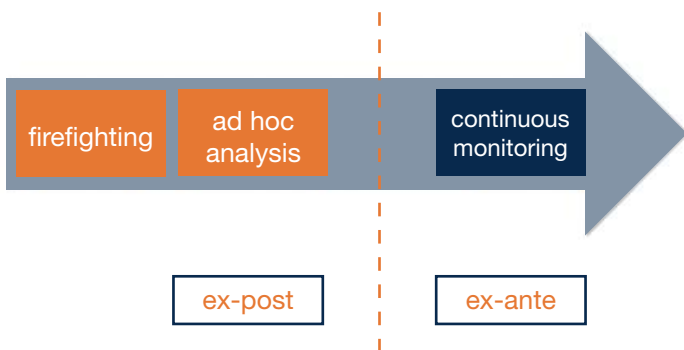 firefighting
ad hoc
analysis
continuous
monitoring
ex-post
ex-ante